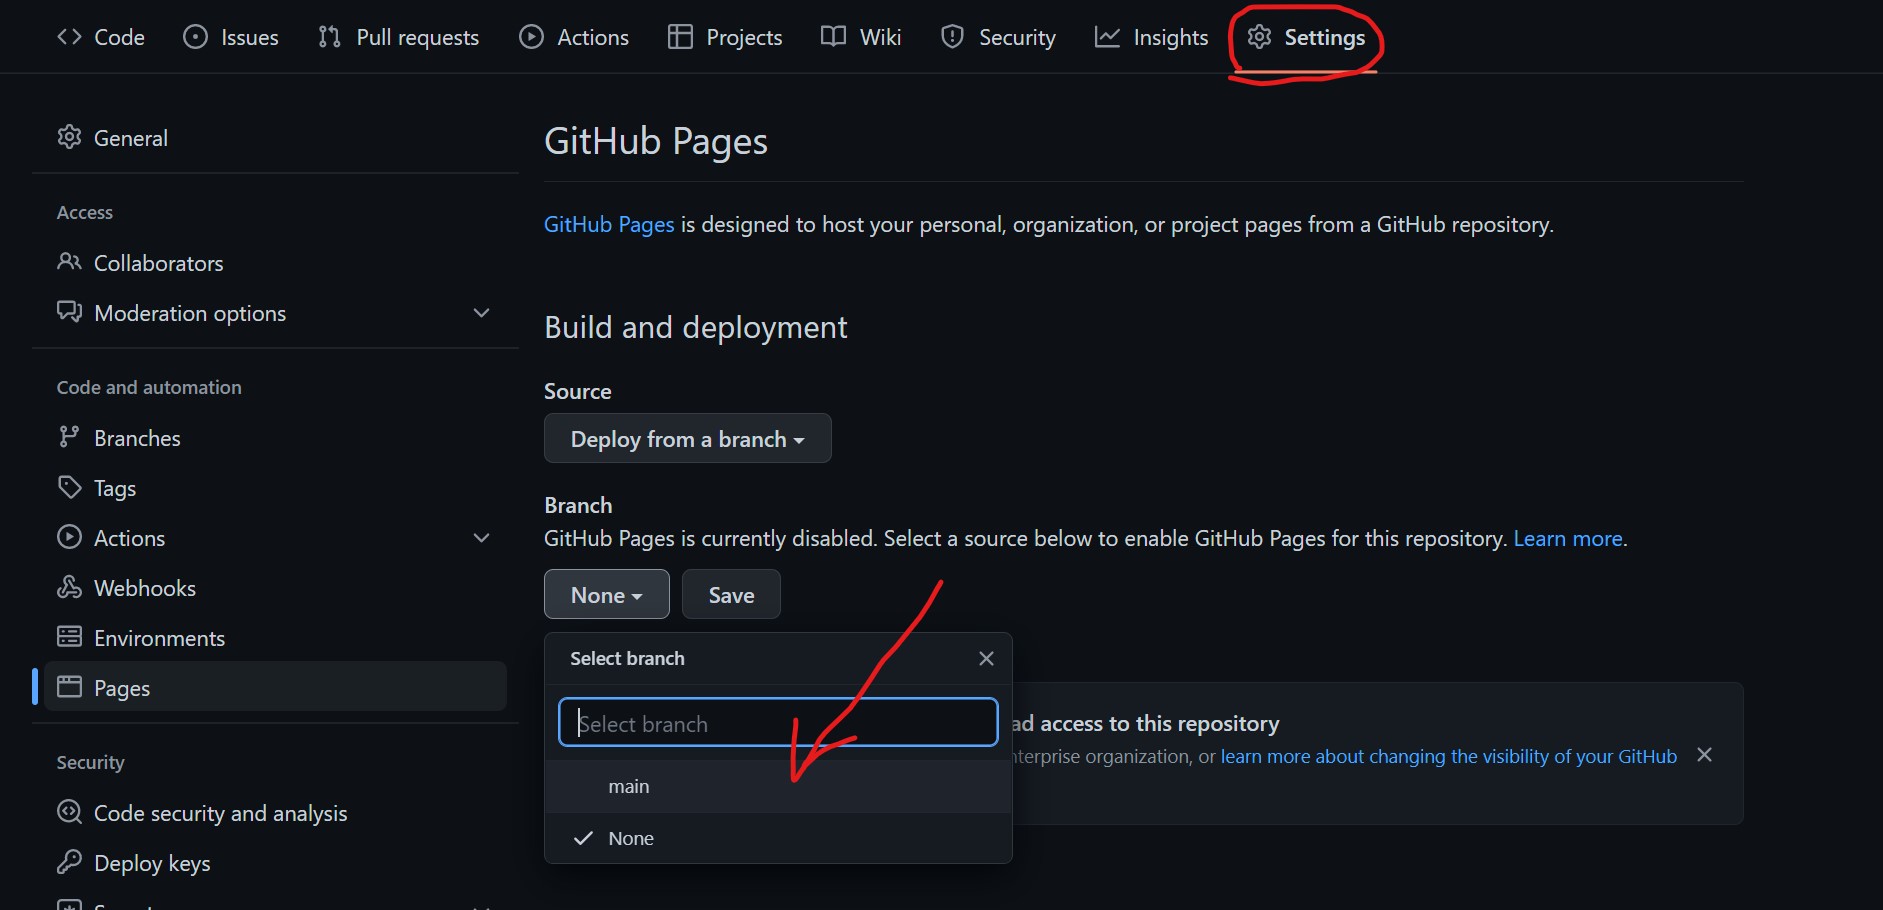 Code Issues Pull requests Actions Projects Wiki Security Insights Settings
General
Access
Collaborators
Moderation options
Code and automation
Branches
Tags
Actions
Webhooks
Environments
Pages
Security
Code security and analysis
Deploy keys
GitHub Pages
GitHub Pages is designed to host your personal, organization, or project pages from a GitHub repository.
Build and deployment
Source
Deploy from a branch
Branch
GitHub Pages is currently disabled. Select a source below to enable GitHub Pages for this repository. Learn more.
None Save
Select branch
Select branch
main
None
access to this repository
organization, or learn more about changing the visibility of your GitHub